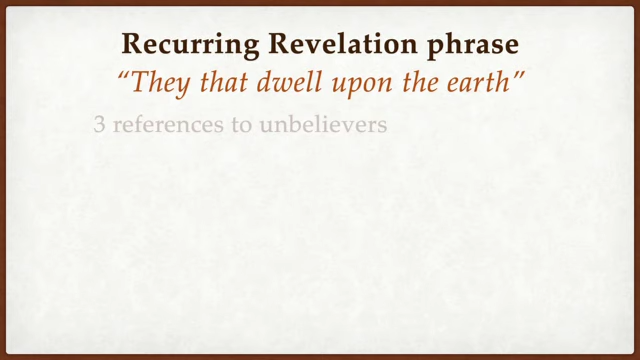 Recurring Revelation phrase
“They that dwell upon the earth”
3 references to unbelievers